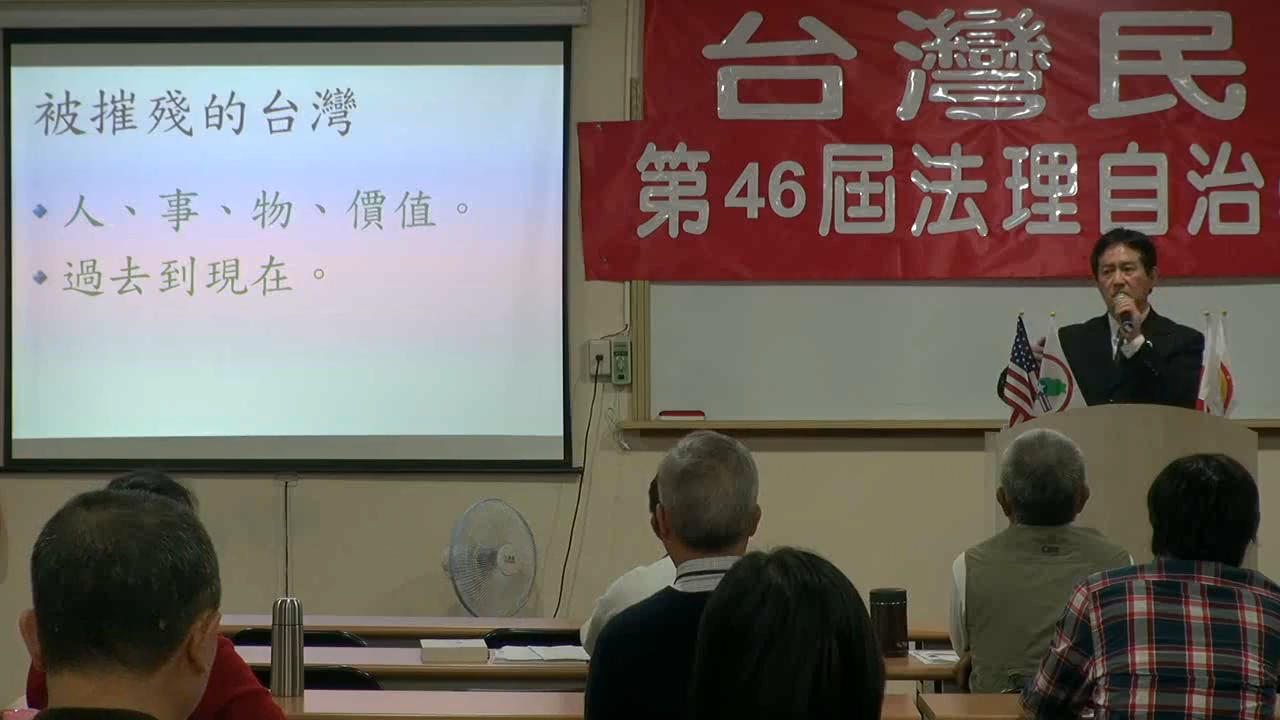 被摧殘的台灣
人、事、物、價值。
過去到現在。
台灣民
第46屆法理自治